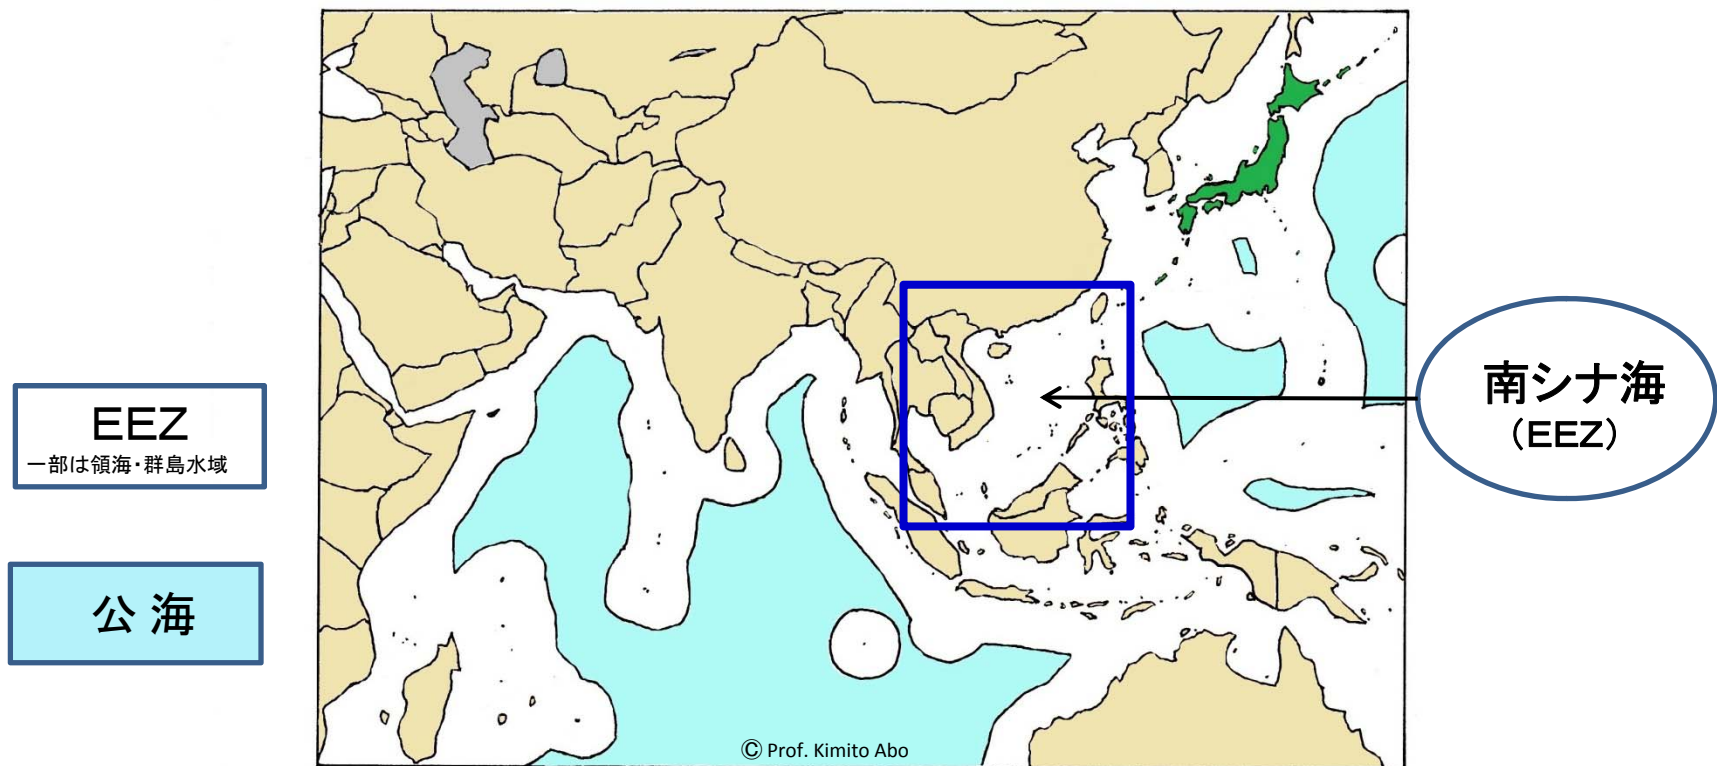 EEZ
一部は領海・群島水域
公 海
南シナ海
（EEZ）
Ⓒ Prof. Kimito Abo